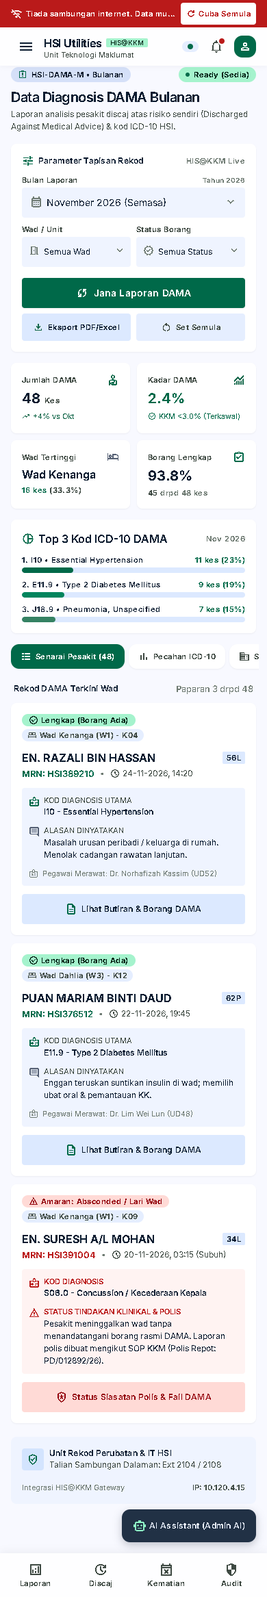 Tiada sambungan internet. Data mu... Cuba Semula
HSI Utilities HIS@KKM
Unit Teknologi Maklumat
HSI-DAMA-M • Bulanan Ready (Sedia)
Data Diagnosis DAMA Bulanan
Laporan analisis pesakit discaj atas risiko sendiri (Discharged
Against Medical Advice) & kod ICD-10 HSI.
Parameter Tapisan Rekod HIS@KKM Live
Bulan Laporan Tahun 2026
November 2026 (Semasa)
Wad / Unit Status Borang
Semua Wad Semua Status
Jana Laporan DAMA
Eksport PDF/Excel Set Semula
Jumlah DAMA Kadar DAMA
48 Kes 2.4%
+4% vs Okt KKM <3.0% (Terkawal)
Wad Tertinggi Borang Lengkap
Wad Kenanga 93.8%
16 kes (33.3%) 45 drpd 48 kes
Top 3 Kod ICD-10 DAMA Nov 2026
1. I10 • Essential Hypertension 11 kes (23%)
2. E11.9 • Type 2 Diabetes Mellitus 9 kes (19%)
3. J18.9 • Pneumonia, Unspecified 7 kes (15%)
Senarai Pesakit (48) Pecahan ICD-10 S
Rekod DAMA Terkini Wad Paparan 3 drpd 48
Lengkap (Borang Ada)
Wad Kenanga (W1) - K04
EN. RAZALI BIN HASSAN 56L
MRN: HSI389210 • 24-11-2026, 14:20
KOD DIAGNOSIS UTAMA
I10 - Essential Hypertension
ALASAN DINYATAKAN
Masalah urusan peribadi / keluarga di rumah.
Menolak cadangan rawatan lanjutan.
Pegawai Merawat: Dr. Norhafizah Kassim (UD52)
Lihat Butiran & Borang DAMA
Lengkap (Borang Ada)
Wad Dahlia (W3) - K12
PUAN MARIAM BINTI DAUD 62P
MRN: HSI376512 • 22-11-2026, 19:45
KOD DIAGNOSIS UTAMA
E11.9 - Type 2 Diabetes Mellitus
ALASAN DINYATAKAN
Enggan teruskan suntikan insulin di wad; memilih
ubat oral & pemantauan KK.
Pegawai Merawat: Dr. Lim Wei Lun (UD48)
Lihat Butiran & Borang DAMA
Amaran: Absconded / Lari Wad
Wad Kenanga (W1) - K09
EN. SURESH A/L MOHAN 34L
MRN: HSI391004 • 20-11-2026, 03:15 (Subuh)
KOD DIAGNOSIS
S06.0 - Concussion / Kecederaan Kepala
STATUS TINDAKAN KLINIKAL & POLIS
Pesakit meninggalkan wad tanpa
menandatangani borang rasmi DAMA. Laporan
polis dibuat mengikut SOP KKM (Polis Repot:
PD/012892/26).
Status Siasatan Polis & Fail DAMA
Unit Rekod Perubatan & IT HSI
Talian Sambungan Dalaman: Ext 2104 / 2108
Integrasi HIS@KKM Gateway IP: 10.120.4.15
AI Assistant (Admin AI)
Laporan Discaj Kematian Audit